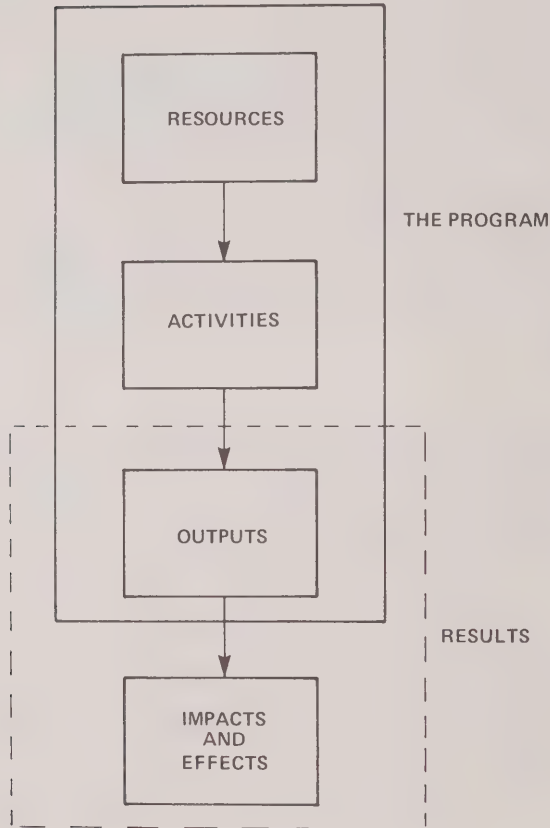 RESOURCES
THE PROGRAM
ACTIVITIES
OUTPUTS
RESULTS
IMPACTS
AND
EFFECTS